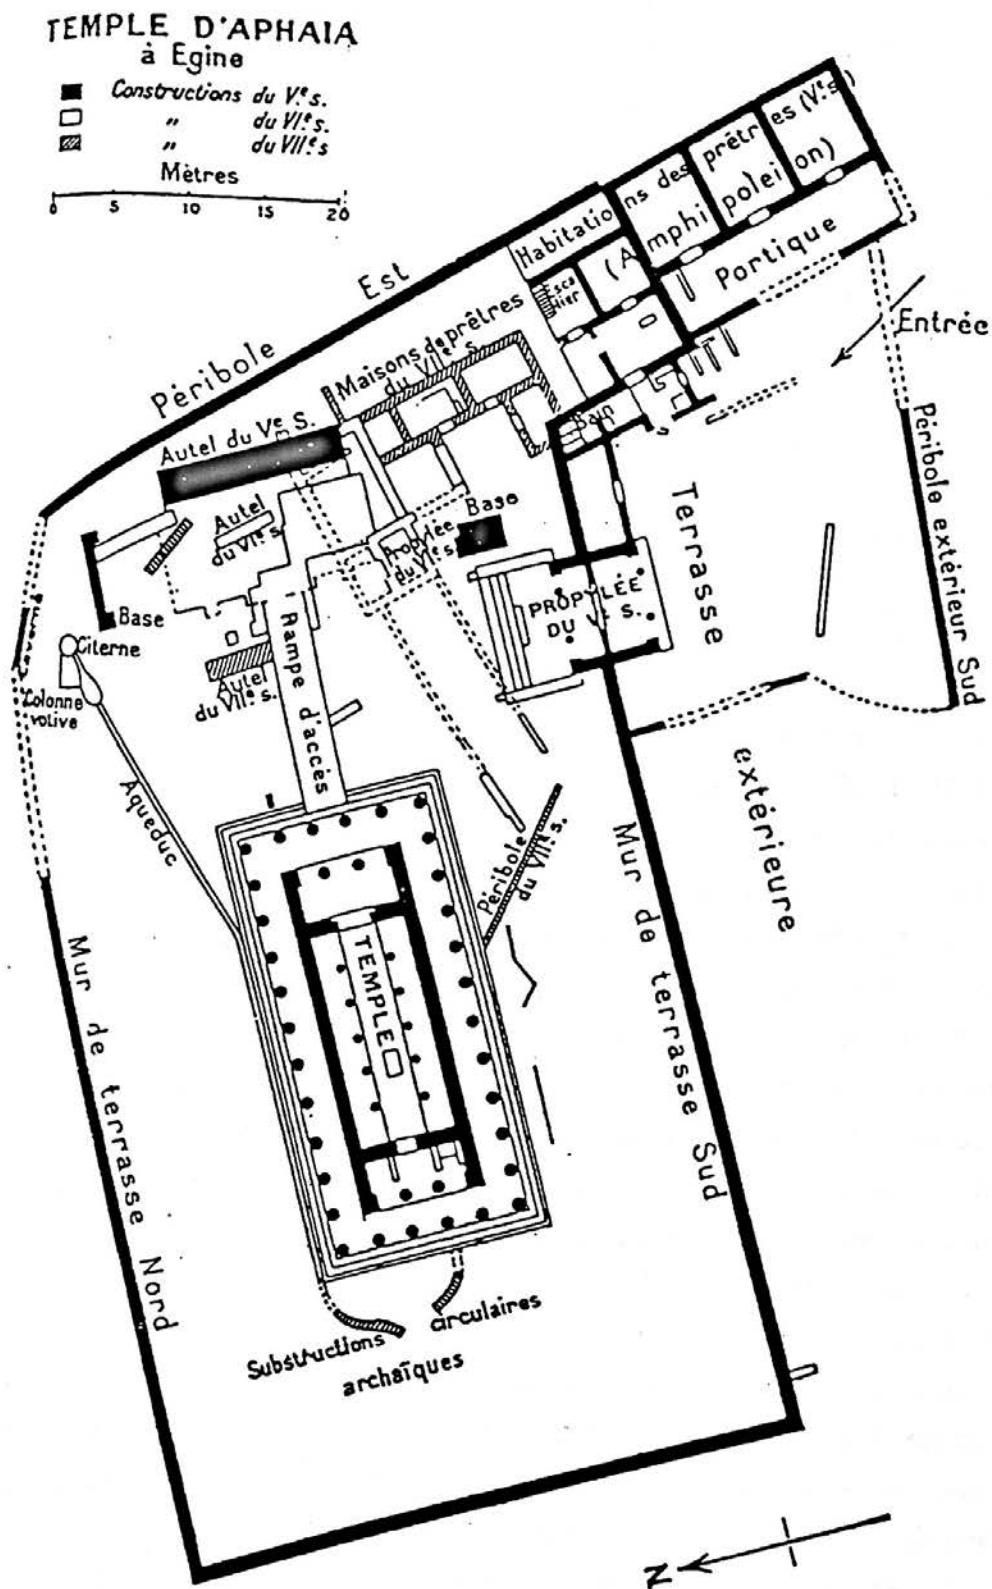 TEMPLE D'APHAIA
à Egine
Constructions du Ve s.
" du VIe s.
" du VIIe s
Mètres
0 5 10 15 20
Habitations des prêtres (Ve s.)
(Amphipoleion)
Portique
Escalier
Entrée
Péribole Est
Maisons de prêtres
du VIIe s.
Bain
Autel du Ve S.
Autel
du VIe s.
Propylée
du VIe s.
Base
Terrasse extérieure
Péribole extérieur Sud
PROPYLÉE
DU Ve S.
Base
Citerne
Colonne
votive
Autel
du VIIe s.
Rampe d'accès
Aqueduc
Péribole
du VIIe s.
TEMPLE
Mur de terrasse Nord
Mur de terrasse Sud
Substructions circulaires
archaïques
N